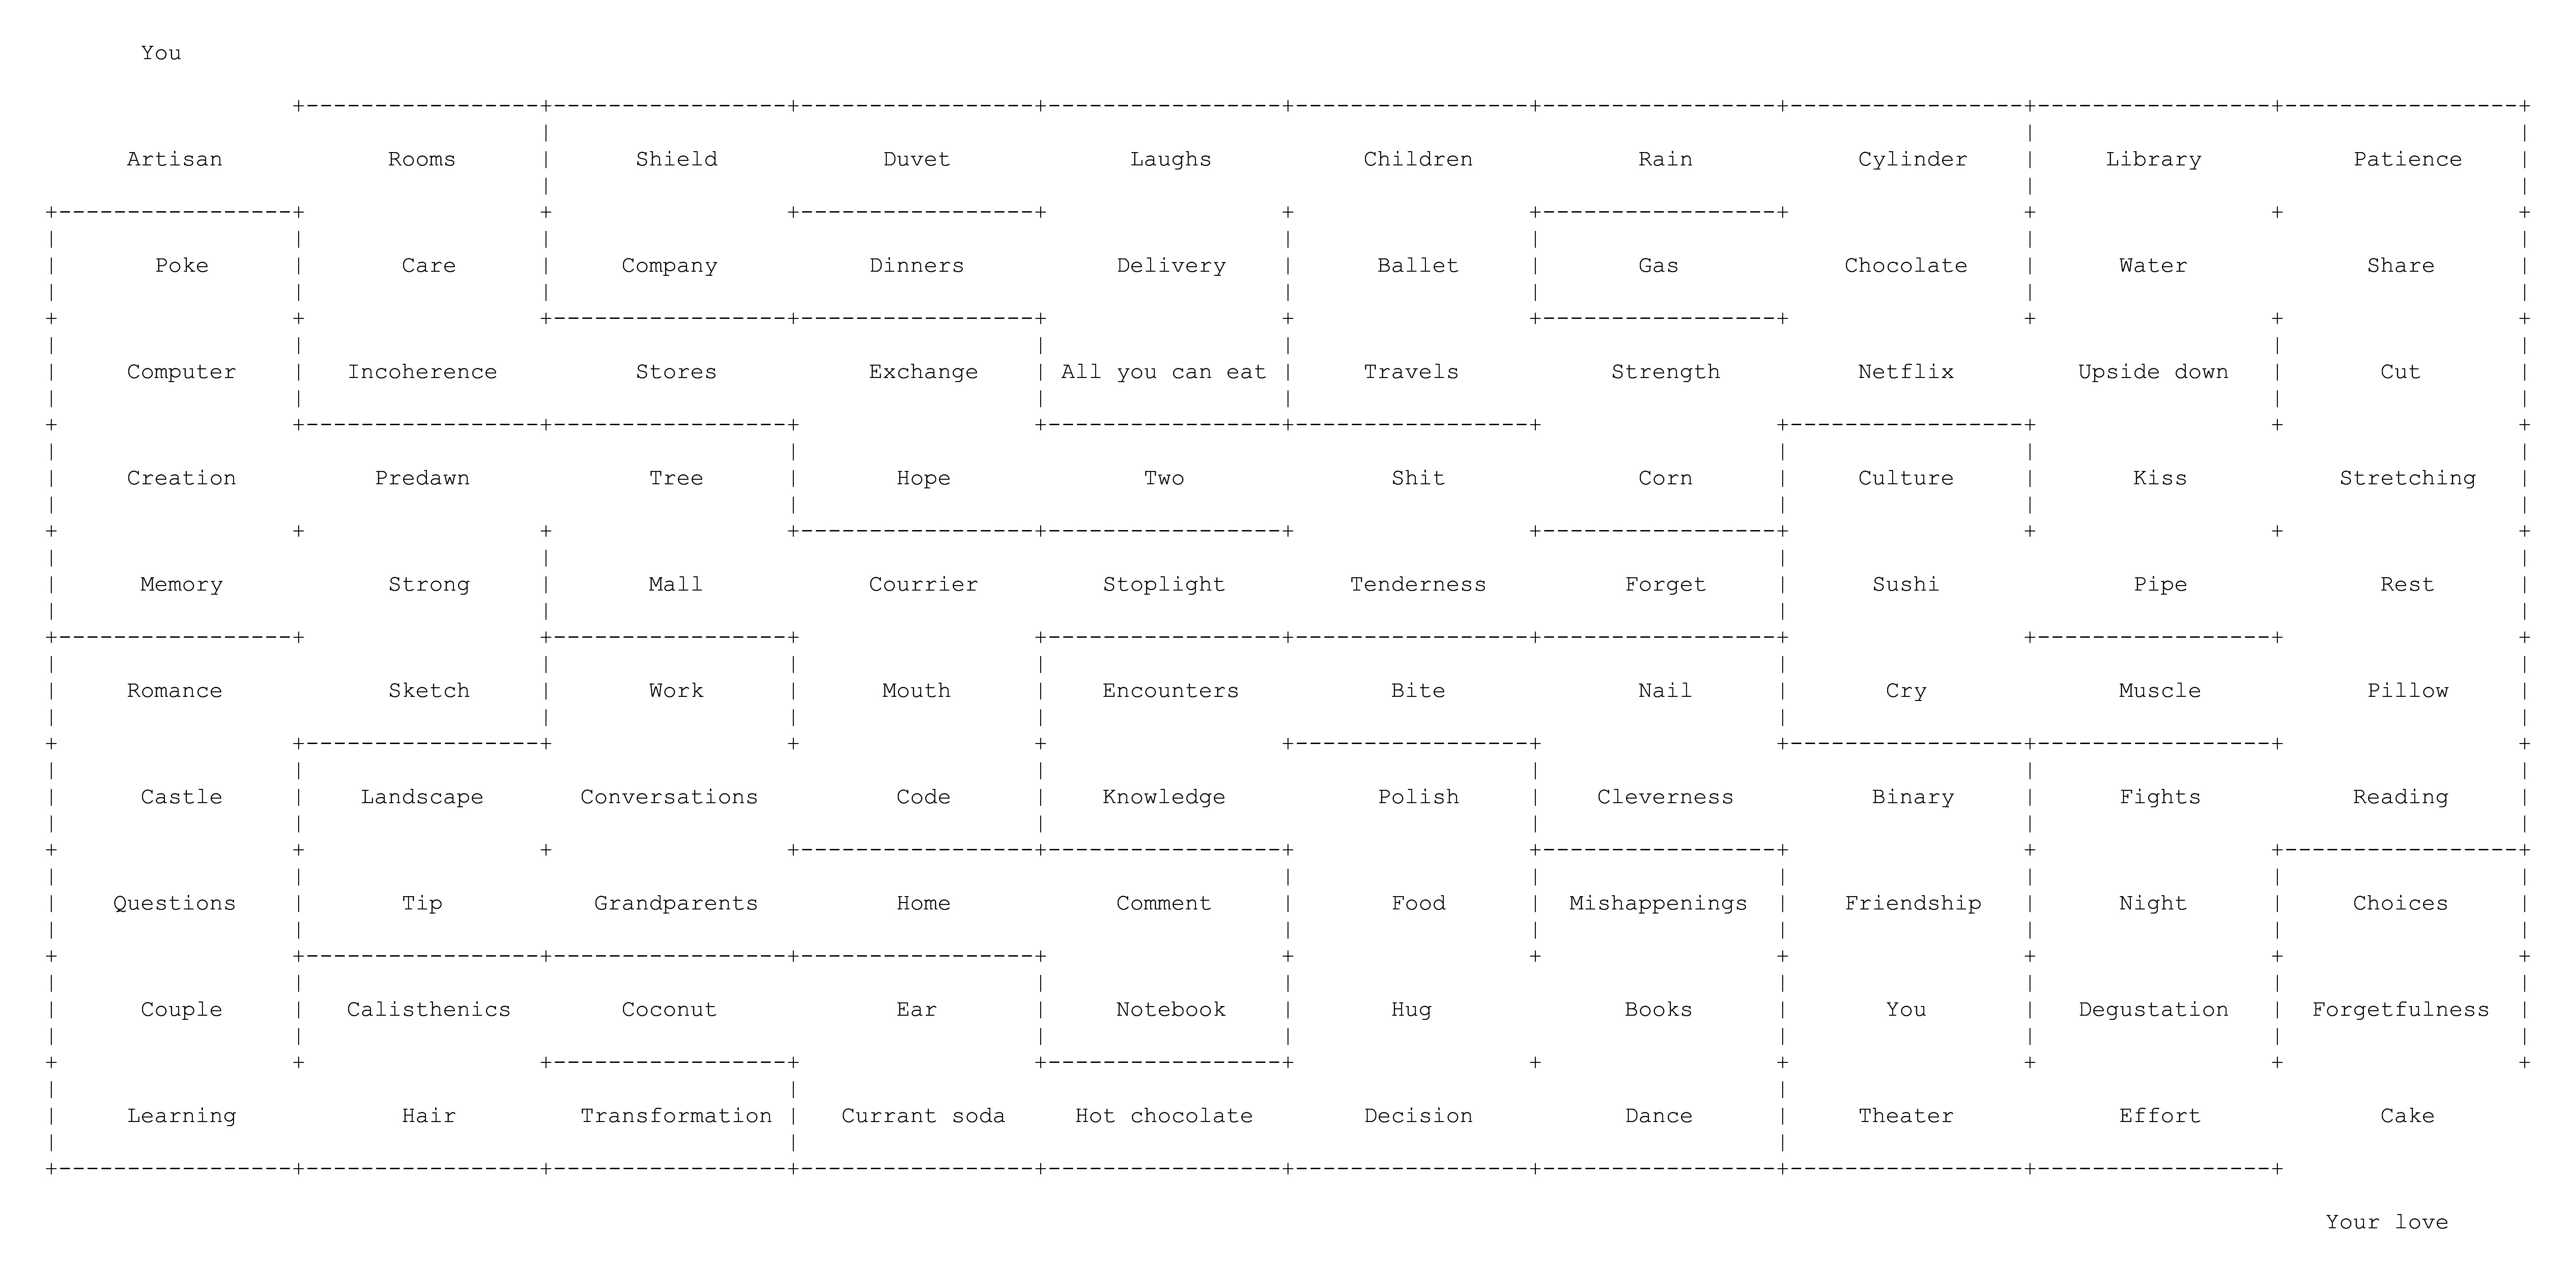 You
Artisan Rooms Shield Duvet Laughs Children Rain Cylinder Library Patience
Poke Care Company Dinners Delivery Ballet Gas Chocolate Water Share
Computer Incoherence Stores Exchange All you can eat Travels Strength Netflix Upside down Cut
Creation Predawn Tree Hope Two Shit Corn Culture Kiss Stretching
Memory Strong Mall Courrier Stoplight Tenderness Forget Sushi Pipe Rest
Romance Sketch Work Mouth Encounters Bite Nail Cry Muscle Pillow
Castle Landscape Conversations Code Knowledge Polish Cleverness Binary Fights Reading
Questions Tip Grandparents Home Comment Food Mishappenings Friendship Night Choices
Couple Calisthenics Coconut Ear Notebook Hug Books You Degustation Forgetfulness
Learning Hair Transformation Currant soda Hot chocolate Decision Dance Theater Effort Cake
Your love